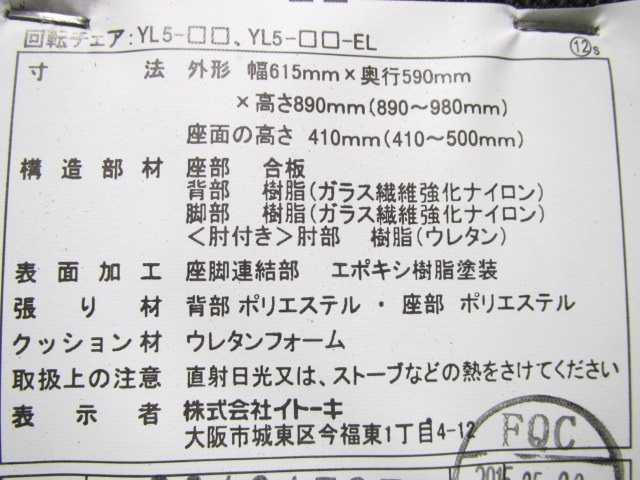 回転チェア：YL5-□□、YL5-□□-EL ⑫s
寸法 外形 幅615mm×奥行590mm
×高さ890mm(890～980mm)
座面の高さ 410mm(410～500mm)
構造部材 座部 合板
背部 樹脂(ガラス繊維強化ナイロン)
脚部 樹脂(ガラス繊維強化ナイロン)
＜肘付き＞肘部 樹脂(ウレタン)
表面加工 座脚連結部 エポキシ樹脂塗装
張り材 背部 ポリエステル ・ 座部 ポリエステル
クッション材 ウレタンフォーム
取扱上の注意 直射日光又は、ストーブなどの熱をさけてください
表示者 株式会社イトーキ
大阪市城東区今福東1丁目4-12
FQC